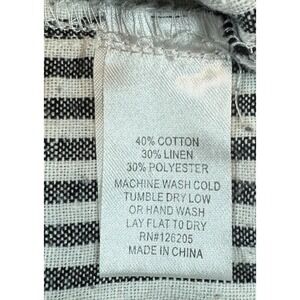 40% COTTON
30% LINEN
30% POLYESTER
MACHINE WASH COLD
TUMBLE DRY LOW
OR HAND WASH
LAY FLAT TO DRY
RN#126205
MADE IN CHINA